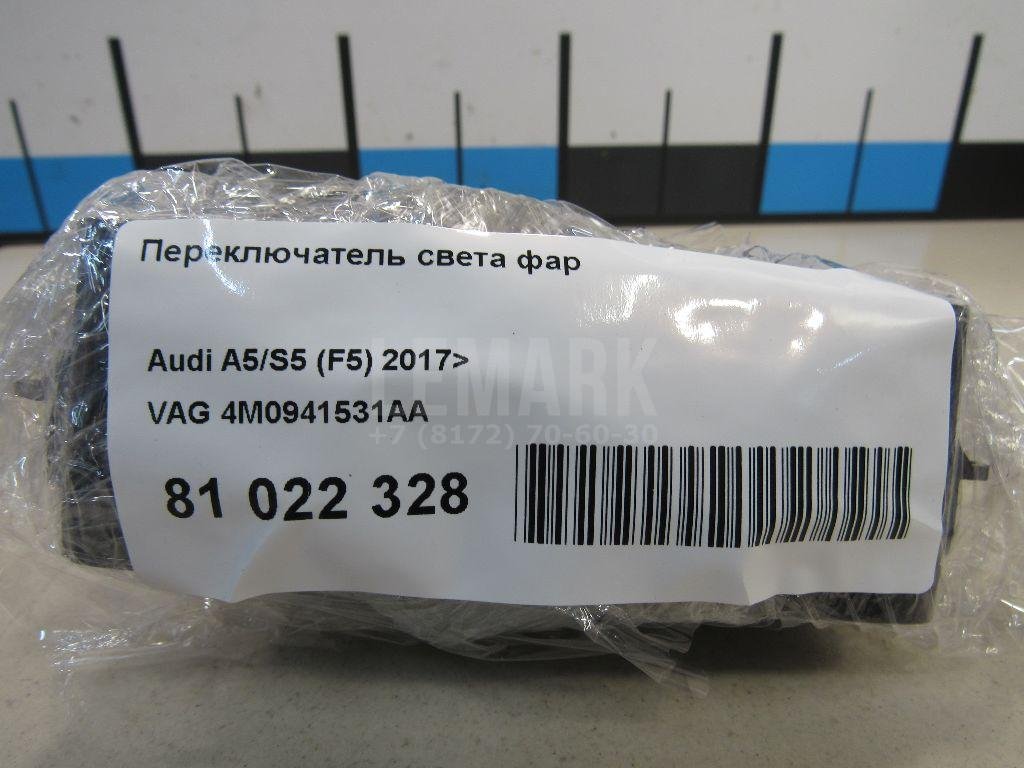 Переключатель света фар
Audi A5/S5 (F5) 2017>
LEMARK
VAG 4M0941531AA
+7 (8172) 70-60-30
81 022 328